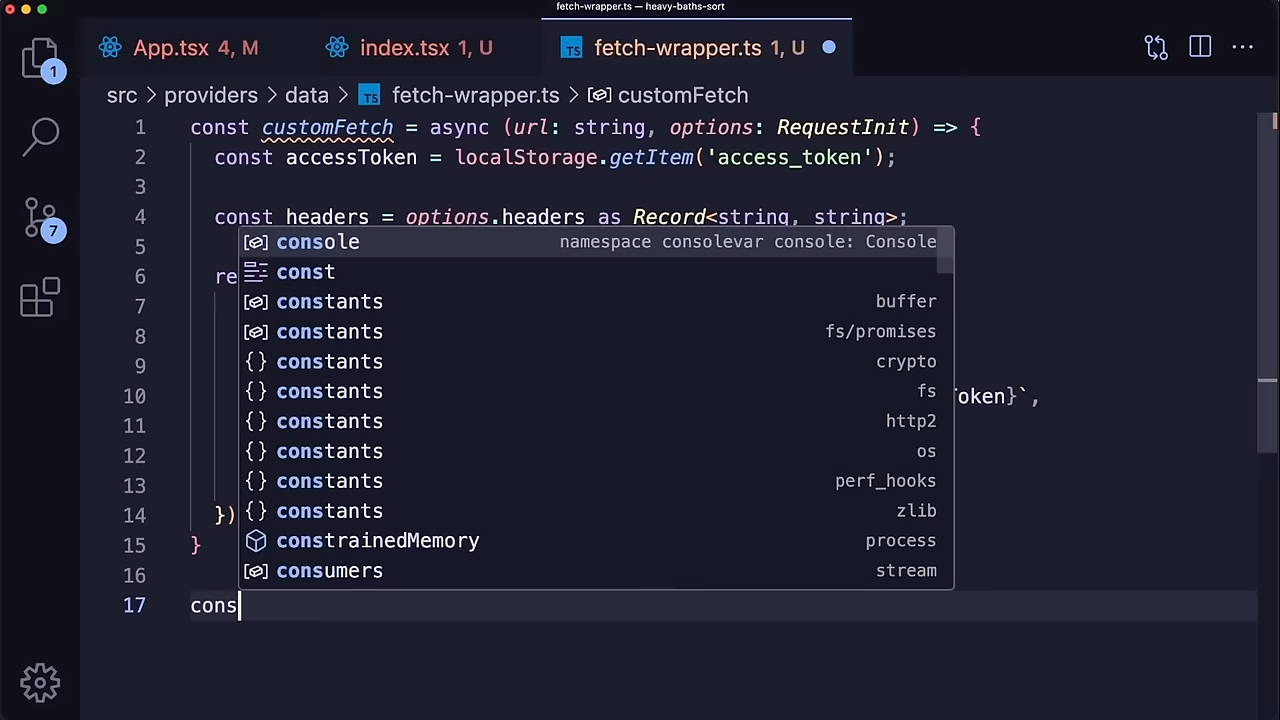 fetch-wrapper.ts — heavy-baths-sort
App.tsx 4, M
index.tsx 1, U
TS fetch-wrapper.ts 1, U
src > providers > data > TS fetch-wrapper.ts > customFetch
1 const customFetch = async (url: string, options: RequestInit) => {
2 const accessToken = localStorage.getItem('access_token');
3
4 const headers = options.headers as Record<string, string>;
5
console namespace consolevar console: Console
1
const
6 re
constants buffer
7
constants fs/promises
8
constants crypto
9
constants fs
10 Token}`,
constants http2
11
constants os
12
constants perf_hooks
13
constants zlib
14 })
constrainedMemory process
15 }
constrainedMemory
consumers stream
16
17 cons
7